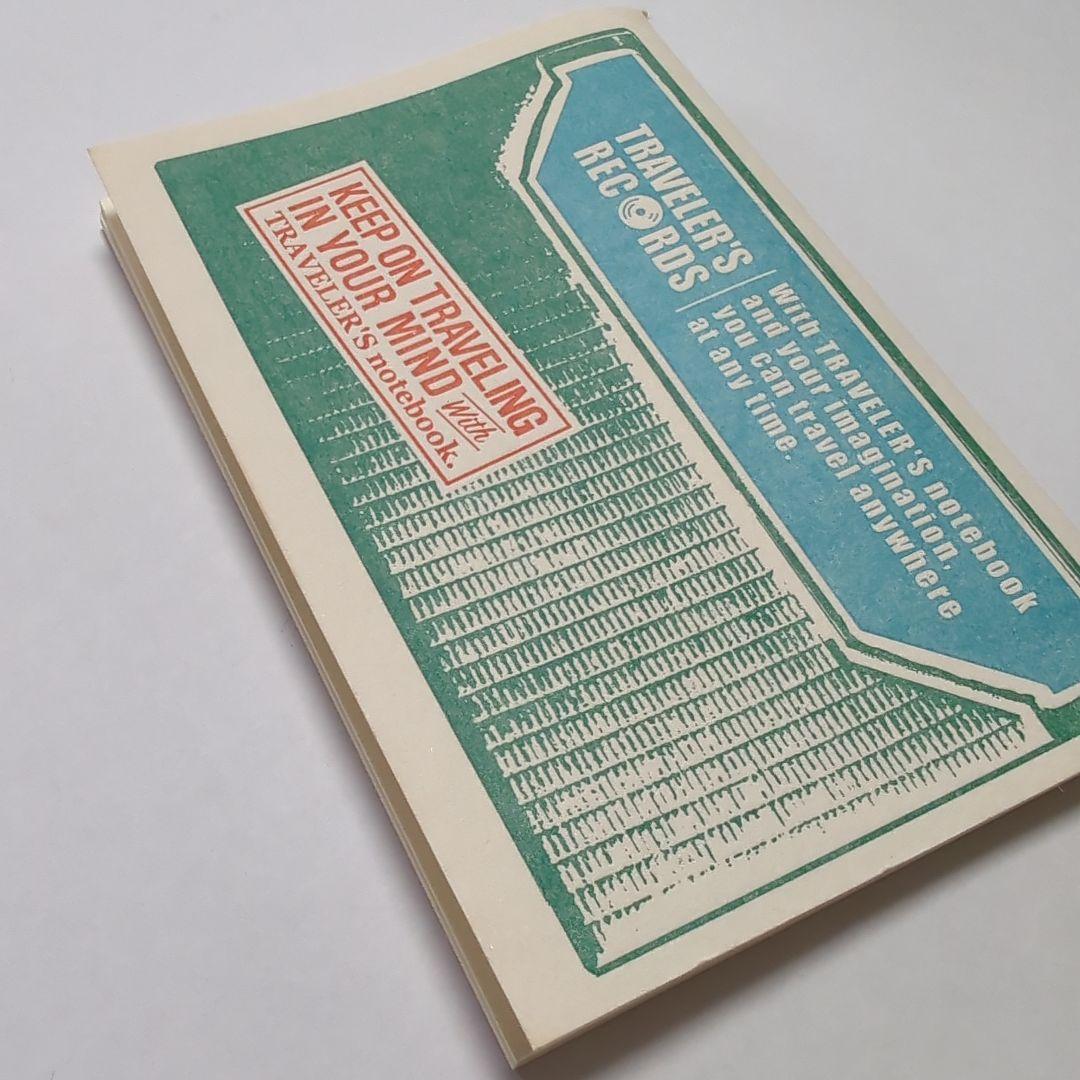 TRAVELER'S
RECORDS
With TRAVELER'S notebook
and your imagination,
you can travel anywhere
at any time.
KEEP ON TRAVELING
IN YOUR MIND With
TRAVELER'S notebook.